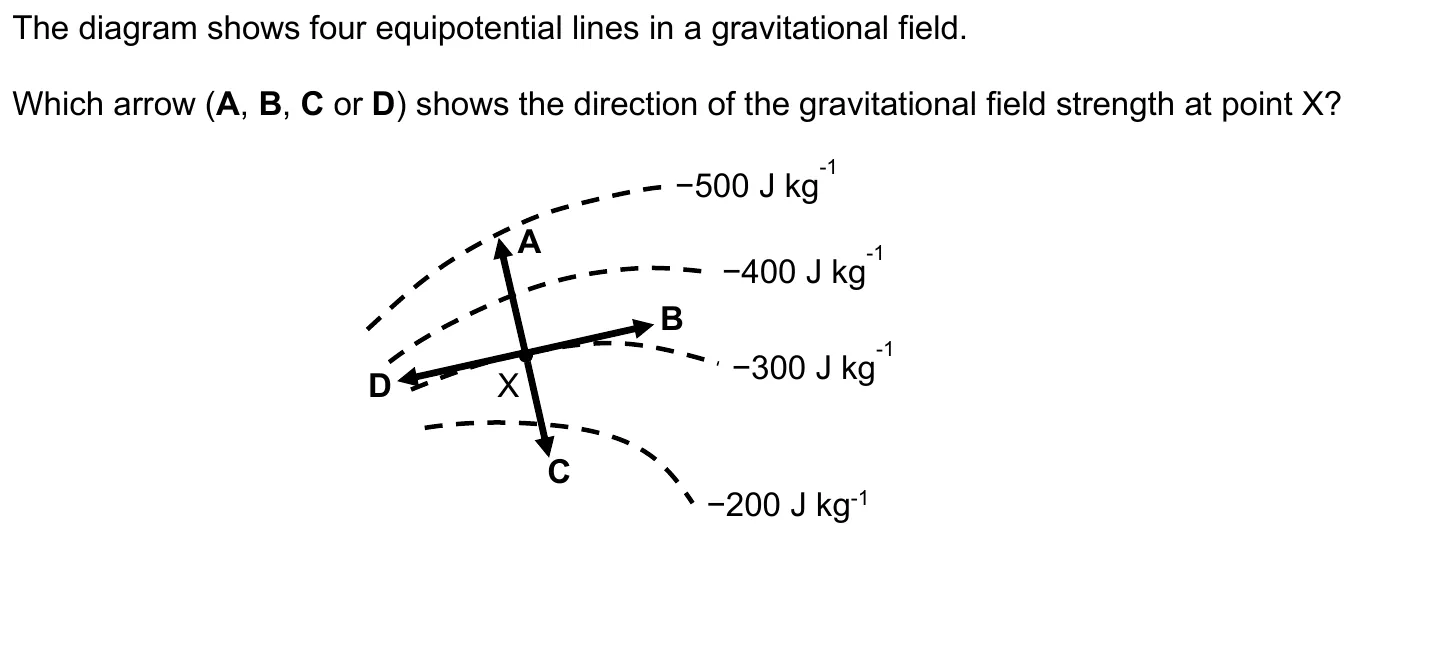 The diagram shows four equipotential lines in a gravitational field.
Which arrow (A, B, C or D) shows the direction of the gravitational field strength at point X?
−500 J kg⁻¹
A
−400 J kg⁻¹
B
−300 J kg⁻¹
D
X
C
−200 J kg⁻¹